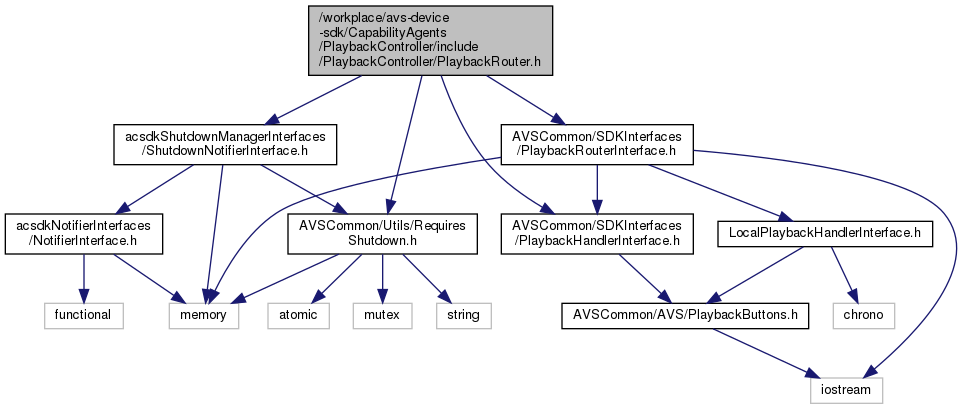 /workplace/avs-device
-sdk/CapabilityAgents
/PlaybackController/include
/PlaybackController/PlaybackRouter.h
acsdkShutdownManagerInterfaces
/ShutdownNotifierInterface.h
AVSCommon/SDKInterfaces
/PlaybackRouterInterface.h
acsdkNotifierInterfaces
/NotifierInterface.h
AVSCommon/Utils/Requires
Shutdown.h
AVSCommon/SDKInterfaces
/PlaybackHandlerInterface.h
LocalPlaybackHandlerInterface.h
functional
memory
atomic
mutex
string
AVSCommon/AVS/PlaybackButtons.h
chrono
iostream